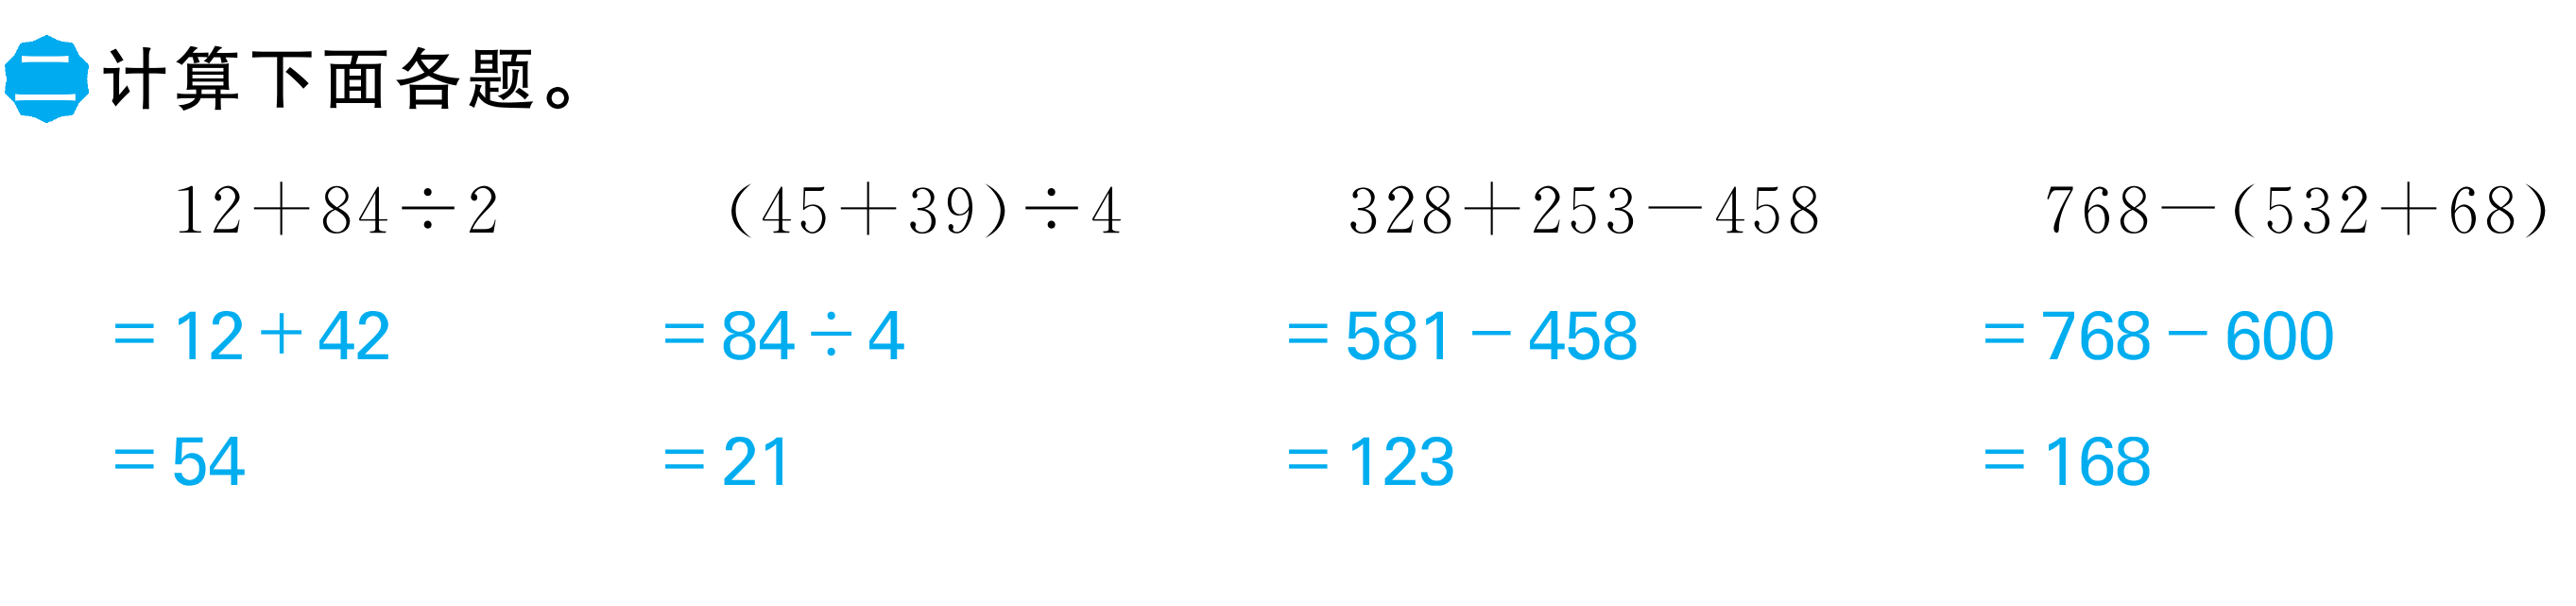 二 计算下面各题。
12+84÷2 (45+39)÷4 328+253-458 768-(532+68)
=12+42 =84÷4 =581-458 =768-600
=54 =21 =123 =168